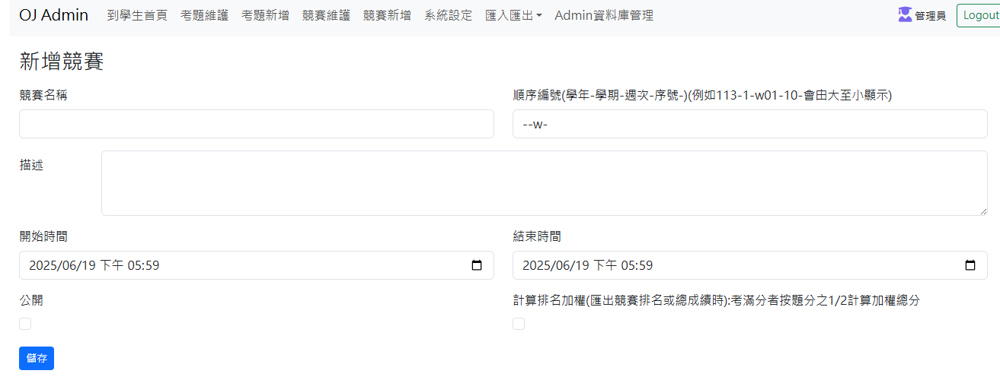 OJ Admin 到學生首頁 考題維護 考題新增 競賽維護 競賽新增 系統設定 匯入匯出 Admin資料庫管理 管理員 Logout
新增競賽
競賽名稱 順序編號(學年-學期-週次-序號-)(例如113-1-w01-10-會由大至小顯示)
--w-
描述
開始時間 結束時間
2025/06/19 下午 05:59 2025/06/19 下午 05:59
公開 計算排名加權(匯出競賽排名或總成績時):考滿分者按題分之1/2計算加權總分
儲存